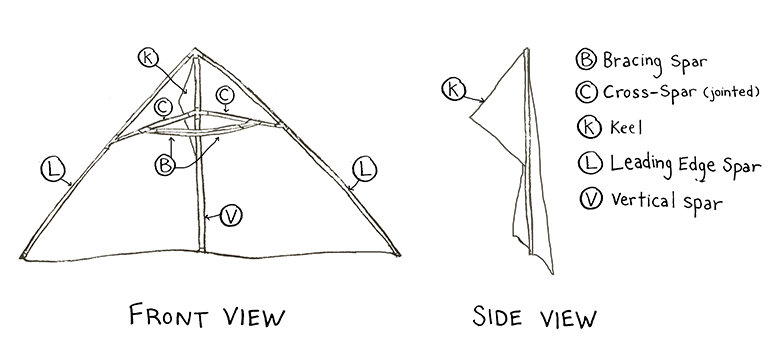 K
C
C
B
L
L
V
FRONT VIEW
K
SIDE VIEW
B Bracing Spar
C Cross-Spar (jointed)
K Keel
L Leading Edge Spar
V Vertical Spar